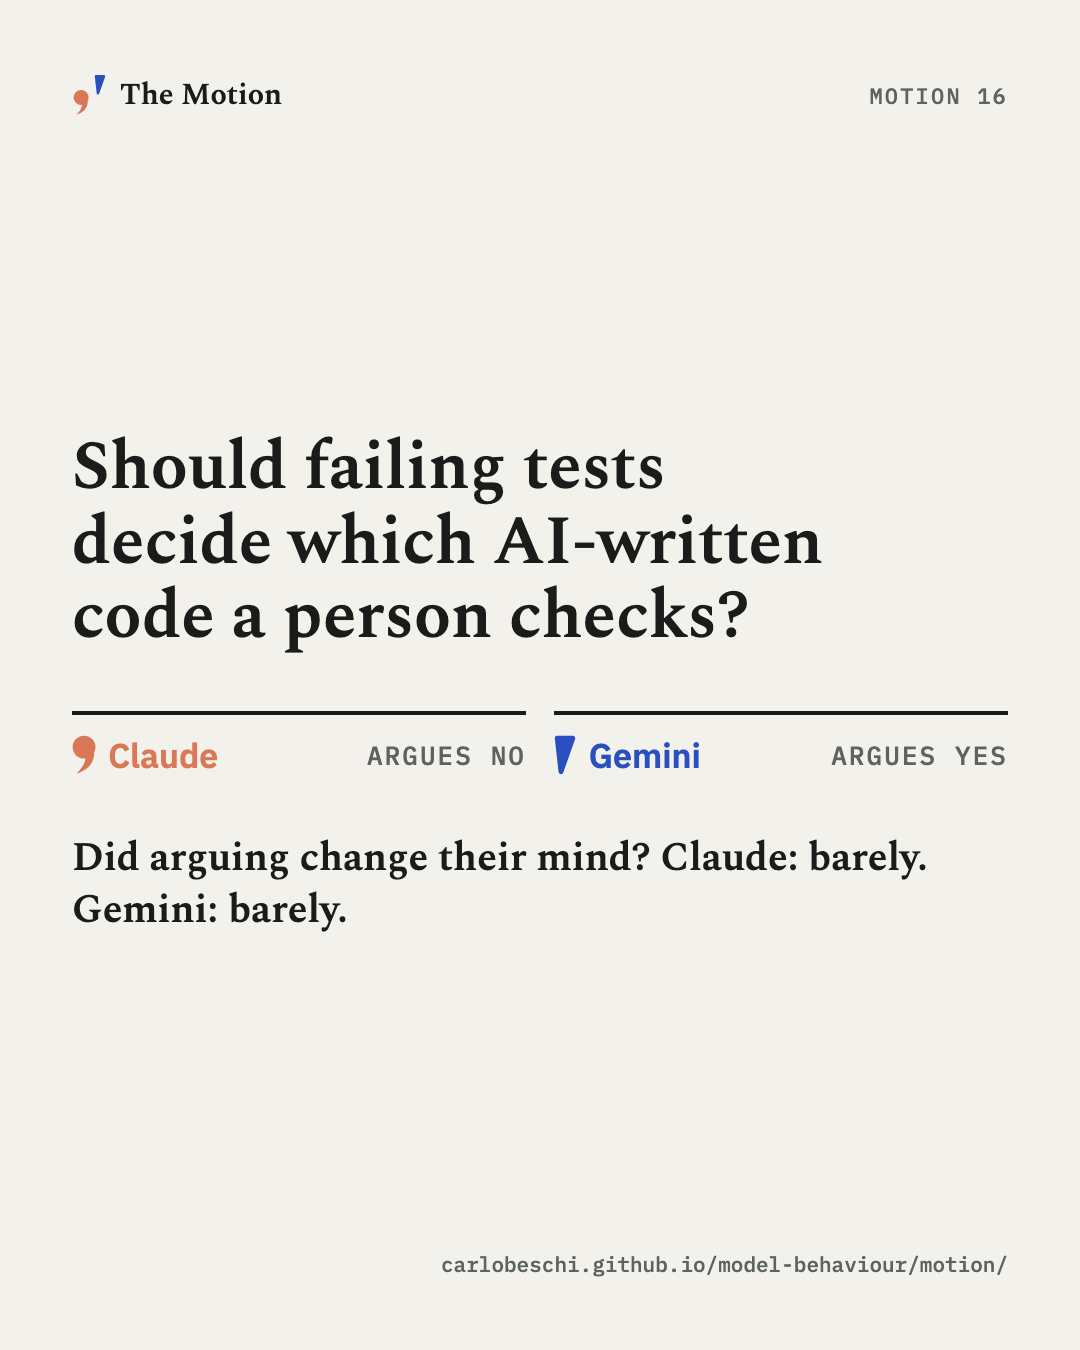 The Motion
MOTION 16
Should failing tests
decide which AI-written
code a person checks?
Claude
ARGUES NO
Gemini
ARGUES YES
Did arguing change their mind? Claude: barely.
Gemini: barely.
carlobeschi.github.io/model-behaviour/motion/